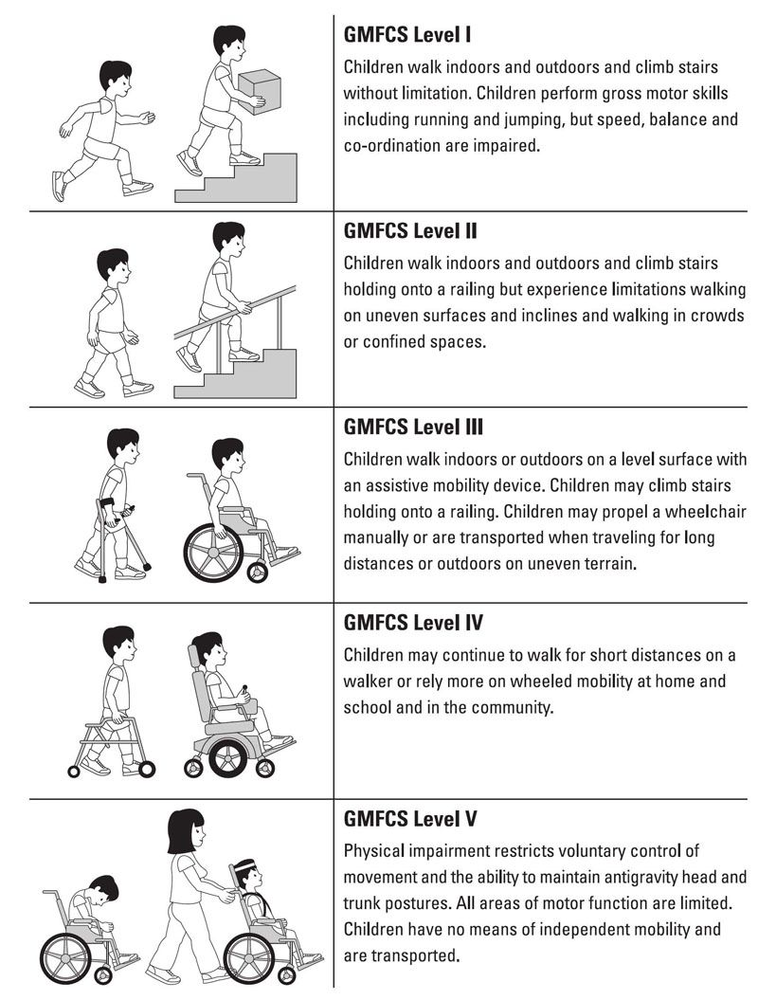 GMFCS Level I
Children walk indoors and outdoors and climb stairs
without limitation. Children perform gross motor skills
including running and jumping, but speed, balance and
co-ordination are impaired.
GMFCS Level II
Children walk indoors and outdoors and climb stairs
holding onto a railing but experience limitations walking
on uneven surfaces and inclines and walking in crowds
or confined spaces.
GMFCS Level III
Children walk indoors or outdoors on a level surface with
an assistive mobility device. Children may climb stairs
holding onto a railing. Children may propel a wheelchair
manually or are transported when traveling for long
distances or outdoors on uneven terrain.
GMFCS Level IV
Children may continue to walk for short distances on a
walker or rely more on wheeled mobility at home and
school and in the community.
GMFCS Level V
Physical impairment restricts voluntary control of
movement and the ability to maintain antigravity head and
trunk postures. All areas of motor function are limited.
Children have no means of independent mobility and
are transported.